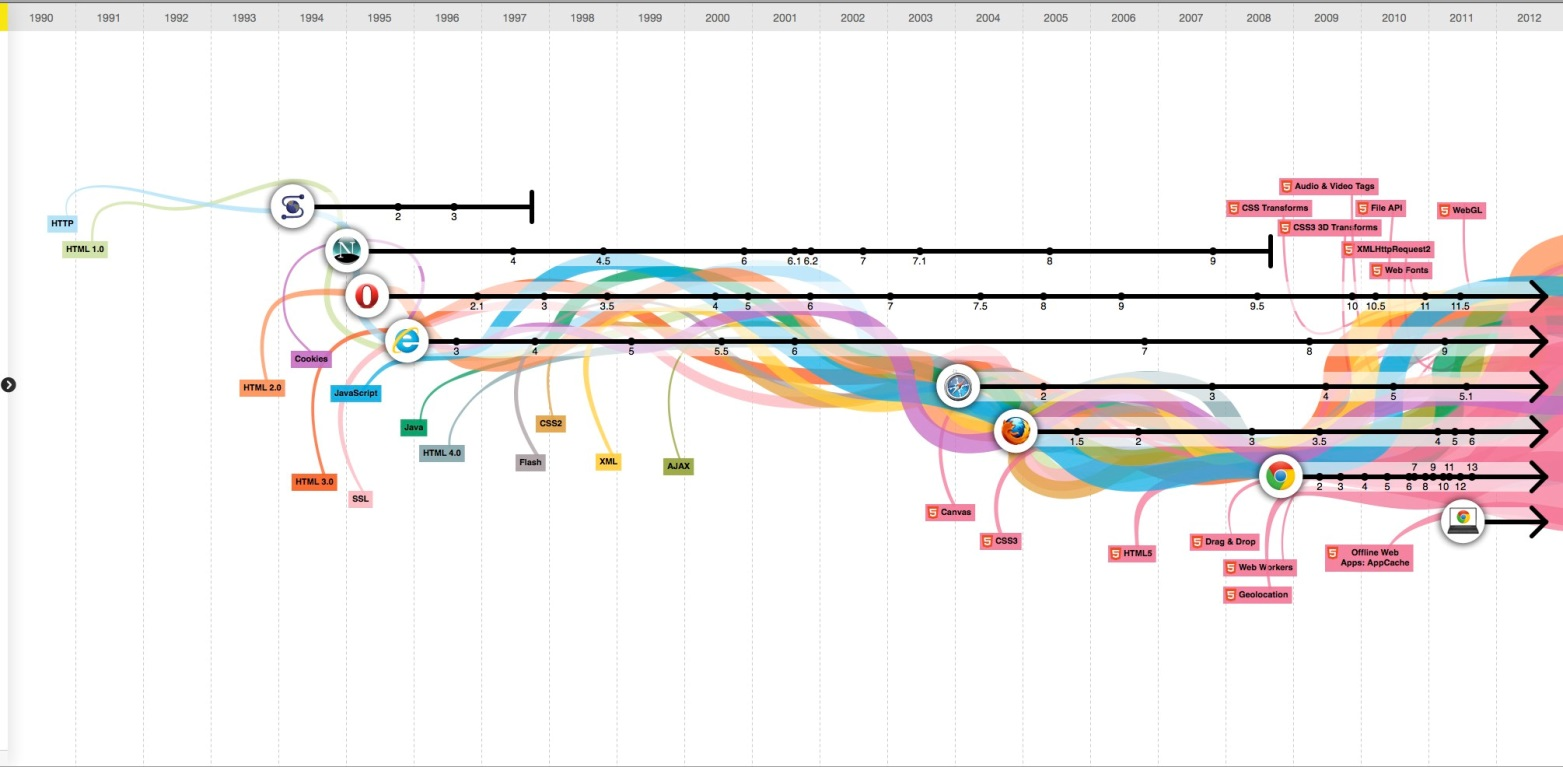 1990 1991 1992 1993 1994 1995 1996 1997 1998 1999 2000 2001 2002 2003 2004 2005 2006 2007 2008 2009 2010 2011 2012
Audio & Video Tags
CSS Transforms
File API
WebGL
CSS3 3D Transforms
XMLHttpRequest2
Web Fonts
HTTP
HTML 1.0
2 3
N
4 4.5 6 6.1 6.2 7 7.1 8 9
2.1 3 3.5 4 5 6 7 7.5 8 9 9.5 10 10.5 11 11.5
3 4 5 5.5 6 7 8 9
Cookies
HTML 2.0
JavaScript
2 3 4 5 5.1
Java
CSS2
HTML 4.0
1.5 2 3 3.5 4 5 6
Flash
XML
AJAX
HTML 3.0
SSL
7 9 11 13
2 3 4 5 6 8 10 12
Canvas
CSS3
HTML5
Drag & Drop
Web Workers
Geolocation
Offline Web
Apps: AppCache